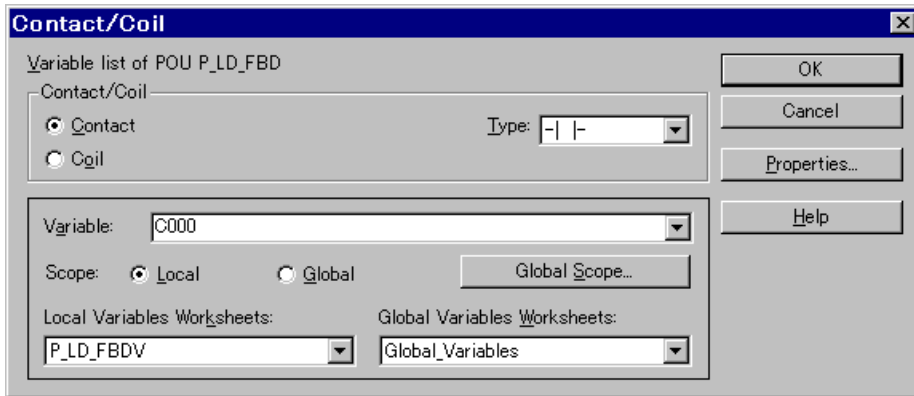 Contact/Coil
Variable list of POU P_LD_FBD
Contact/Coil
Contact
Type: -| |-
Coil
OK
Cancel
Properties...
Help
Variable: C000
Scope: Local Global Global Scope...
Local Variables Worksheets: Global Variables Worksheets:
P_LD_FBDV Global_Variables